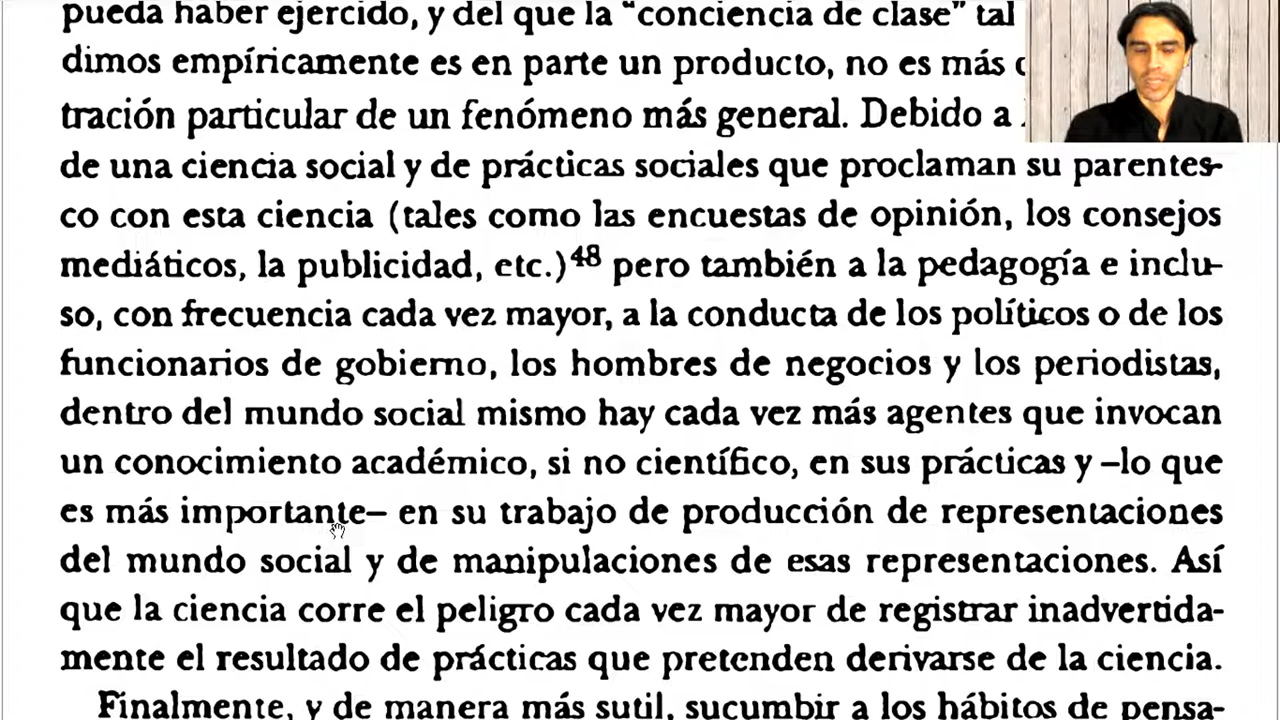 pueda haber ejercido, y del que la “conciencia de clase” tal
dimos empíricamente es en parte un producto, no es más
tración particular de un fenómeno más general. Debido a
de una ciencia social y de prácticas sociales que proclaman su parentes-
co con esta ciencia (tales como las encuestas de opinión, los consejos
mediáticos, la publicidad, etc.)⁴⁸ pero también a la pedagogía e inclu-
so, con frecuencia cada vez mayor, a la conducta de los políticos o de los
funcionarios de gobierno, los hombres de negocios y los periodistas,
dentro del mundo social mismo hay cada vez más agentes que invocan
un conocimiento académico, si no científico, en sus prácticas y –lo que
es más importante– en su trabajo de producción de representaciones
del mundo social y de manipulaciones de esas representaciones. Así
que la ciencia corre el peligro cada vez mayor de registrar inadvertida-
mente el resultado de prácticas que pretenden derivarse de la ciencia.
Finalmente, y de manera más sutil, sucumbir a los hábitos de pensa-